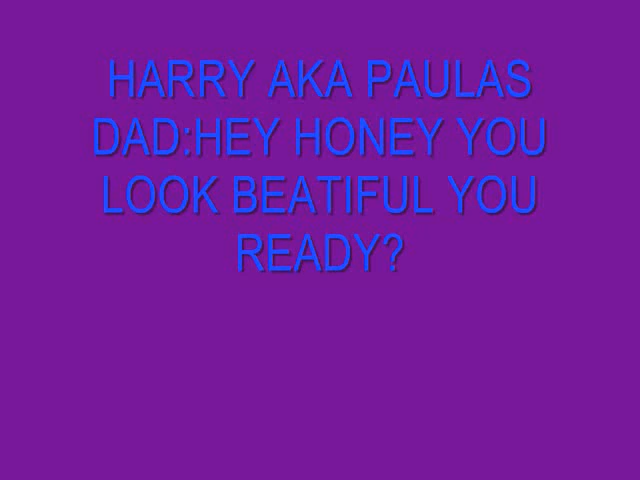 HARRY AKA PAULAS
DAD:HEY HONEY YOU
LOOK BEATIFUL YOU
READY?